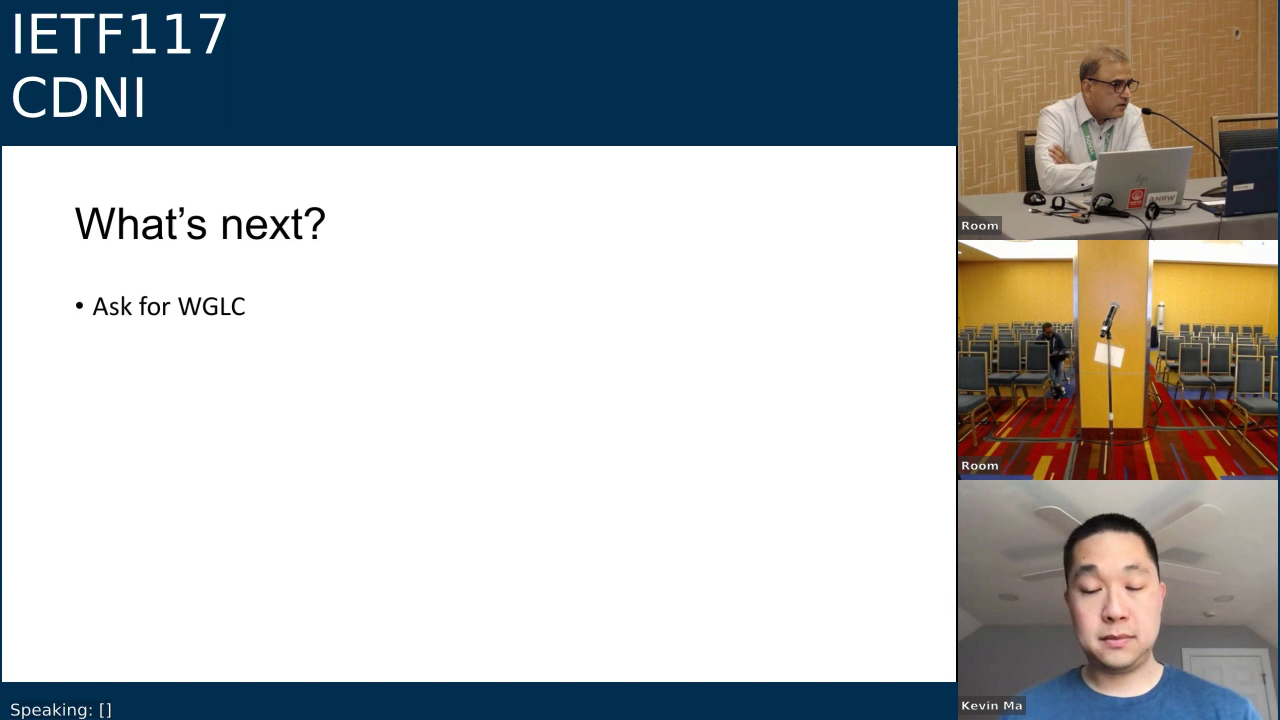 IETF117
CDNI
What's next?
• Ask for WGLC
Speaking: []
Room
Room
Kevin Ma